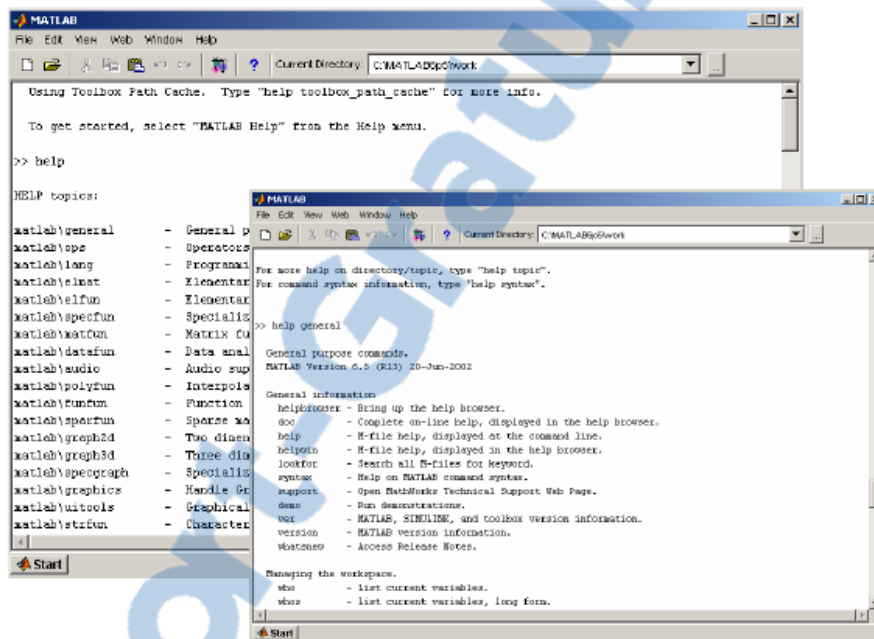 MATLAB
File Edit View Web Window Help
Current Directory: C:\MATLAB6p5\work
Using Toolbox Path Cache. Type "help toolbox_path_cache" for more info.
To get started, select "MATLAB Help" from the Help menu.
>> help
HELP topics:
matlab\general - General p
matlab\ops - Operators
matlab\lang - Programmi
matlab\elmat - Elementar
matlab\elfun - Elementar
matlab\specfun - Specializ
matlab\matfun - Matrix fu
matlab\datafun - Data anal
matlab\audio - Audio sup
matlab\polyfun - Interpola
matlab\funfun - Function
matlab\sparfun - Sparse ma
matlab\graph2d - Two dimen
matlab\graph3d - Three dim
matlab\specgraph - Specializ
matlab\graphics - Handle Gr
matlab\uitools - Graphical
matlab\strfun - Character
Start
MATLAB
File Edit View Web Window Help
Current Directory: C:\MATLAB6p5\work
For more help on directory/topic, type "help topic".
For command syntax information, type "help syntax".
>> help general
General purpose commands.
MATLAB Version 6.5 (R13) 20-Jun-2002
General information
helpbrowser - Bring up the help browser.
doc - Complete on-line help, displayed in the help browser.
help - M-file help, displayed at the command line.
helpwin - M-file help, displayed in the help browser.
lookfor - Search all M-files for keyword.
syntax - Help on MATLAB command syntax.
support - Open MathWorks Technical Support Web Page.
demo - Run demonstrations.
ver - MATLAB, SIMULINK, and toolbox version information.
version - MATLAB version information.
whatsnew - Access Release Notes.
Managing the workspace.
who - List current variables.
whos - List current variables, long form.
Start